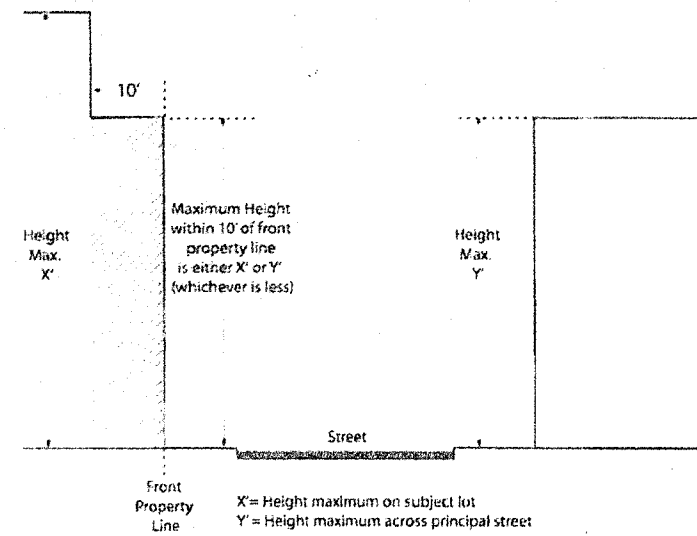 10'
Maximum Height
within 10' of front
property line
is either X' or Y'
(whichever is less)
Height
Max.
X'
Height
Max.
Y'
Street
Front
Property
Line
X'= Height maximum on subject lot
Y'= Height maximum across principal street